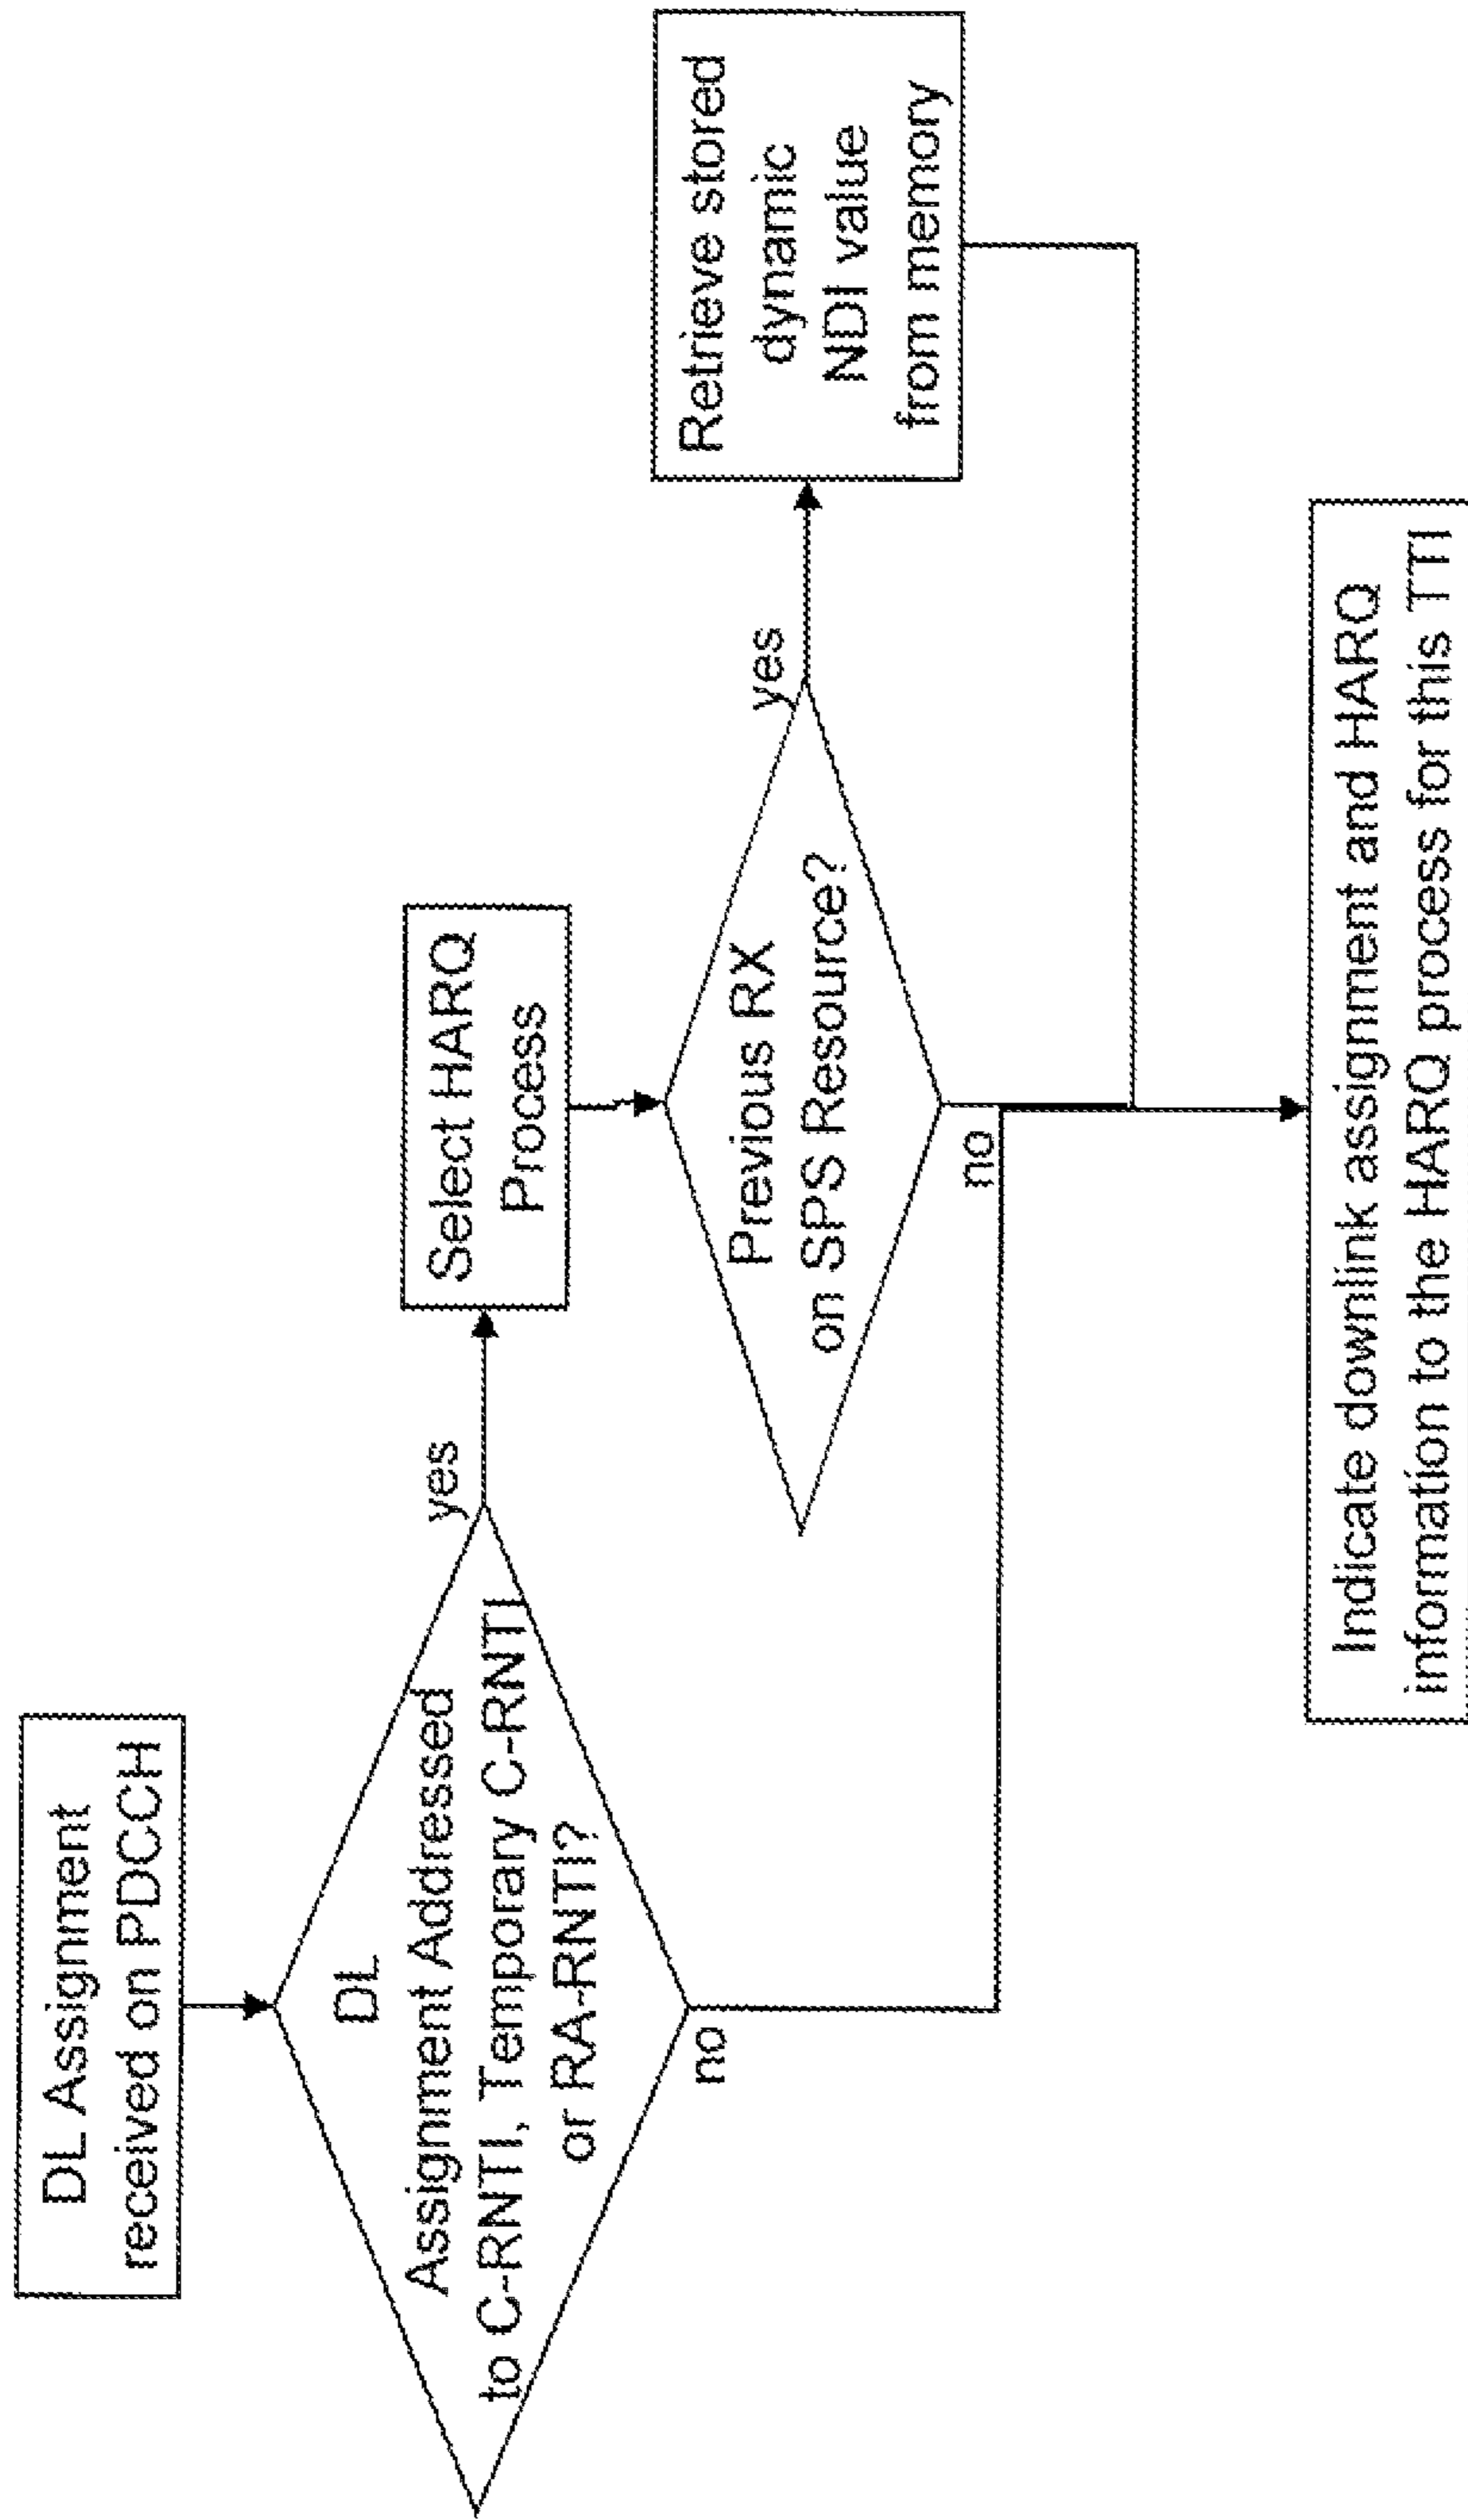 DL Assignment
received on PDCCH
DL
Assignment Addressed
to C-RNTI, Temporary C-RNTI
or RA-RNTI?
yes
no
Select HARQ
Process
Previous RX
on SPS Resource?
yes
no
Retrieve stored
dynamic
NDI value
from memory
Indicate downlink assignment and HARQ
information to the HARQ process for this TTI